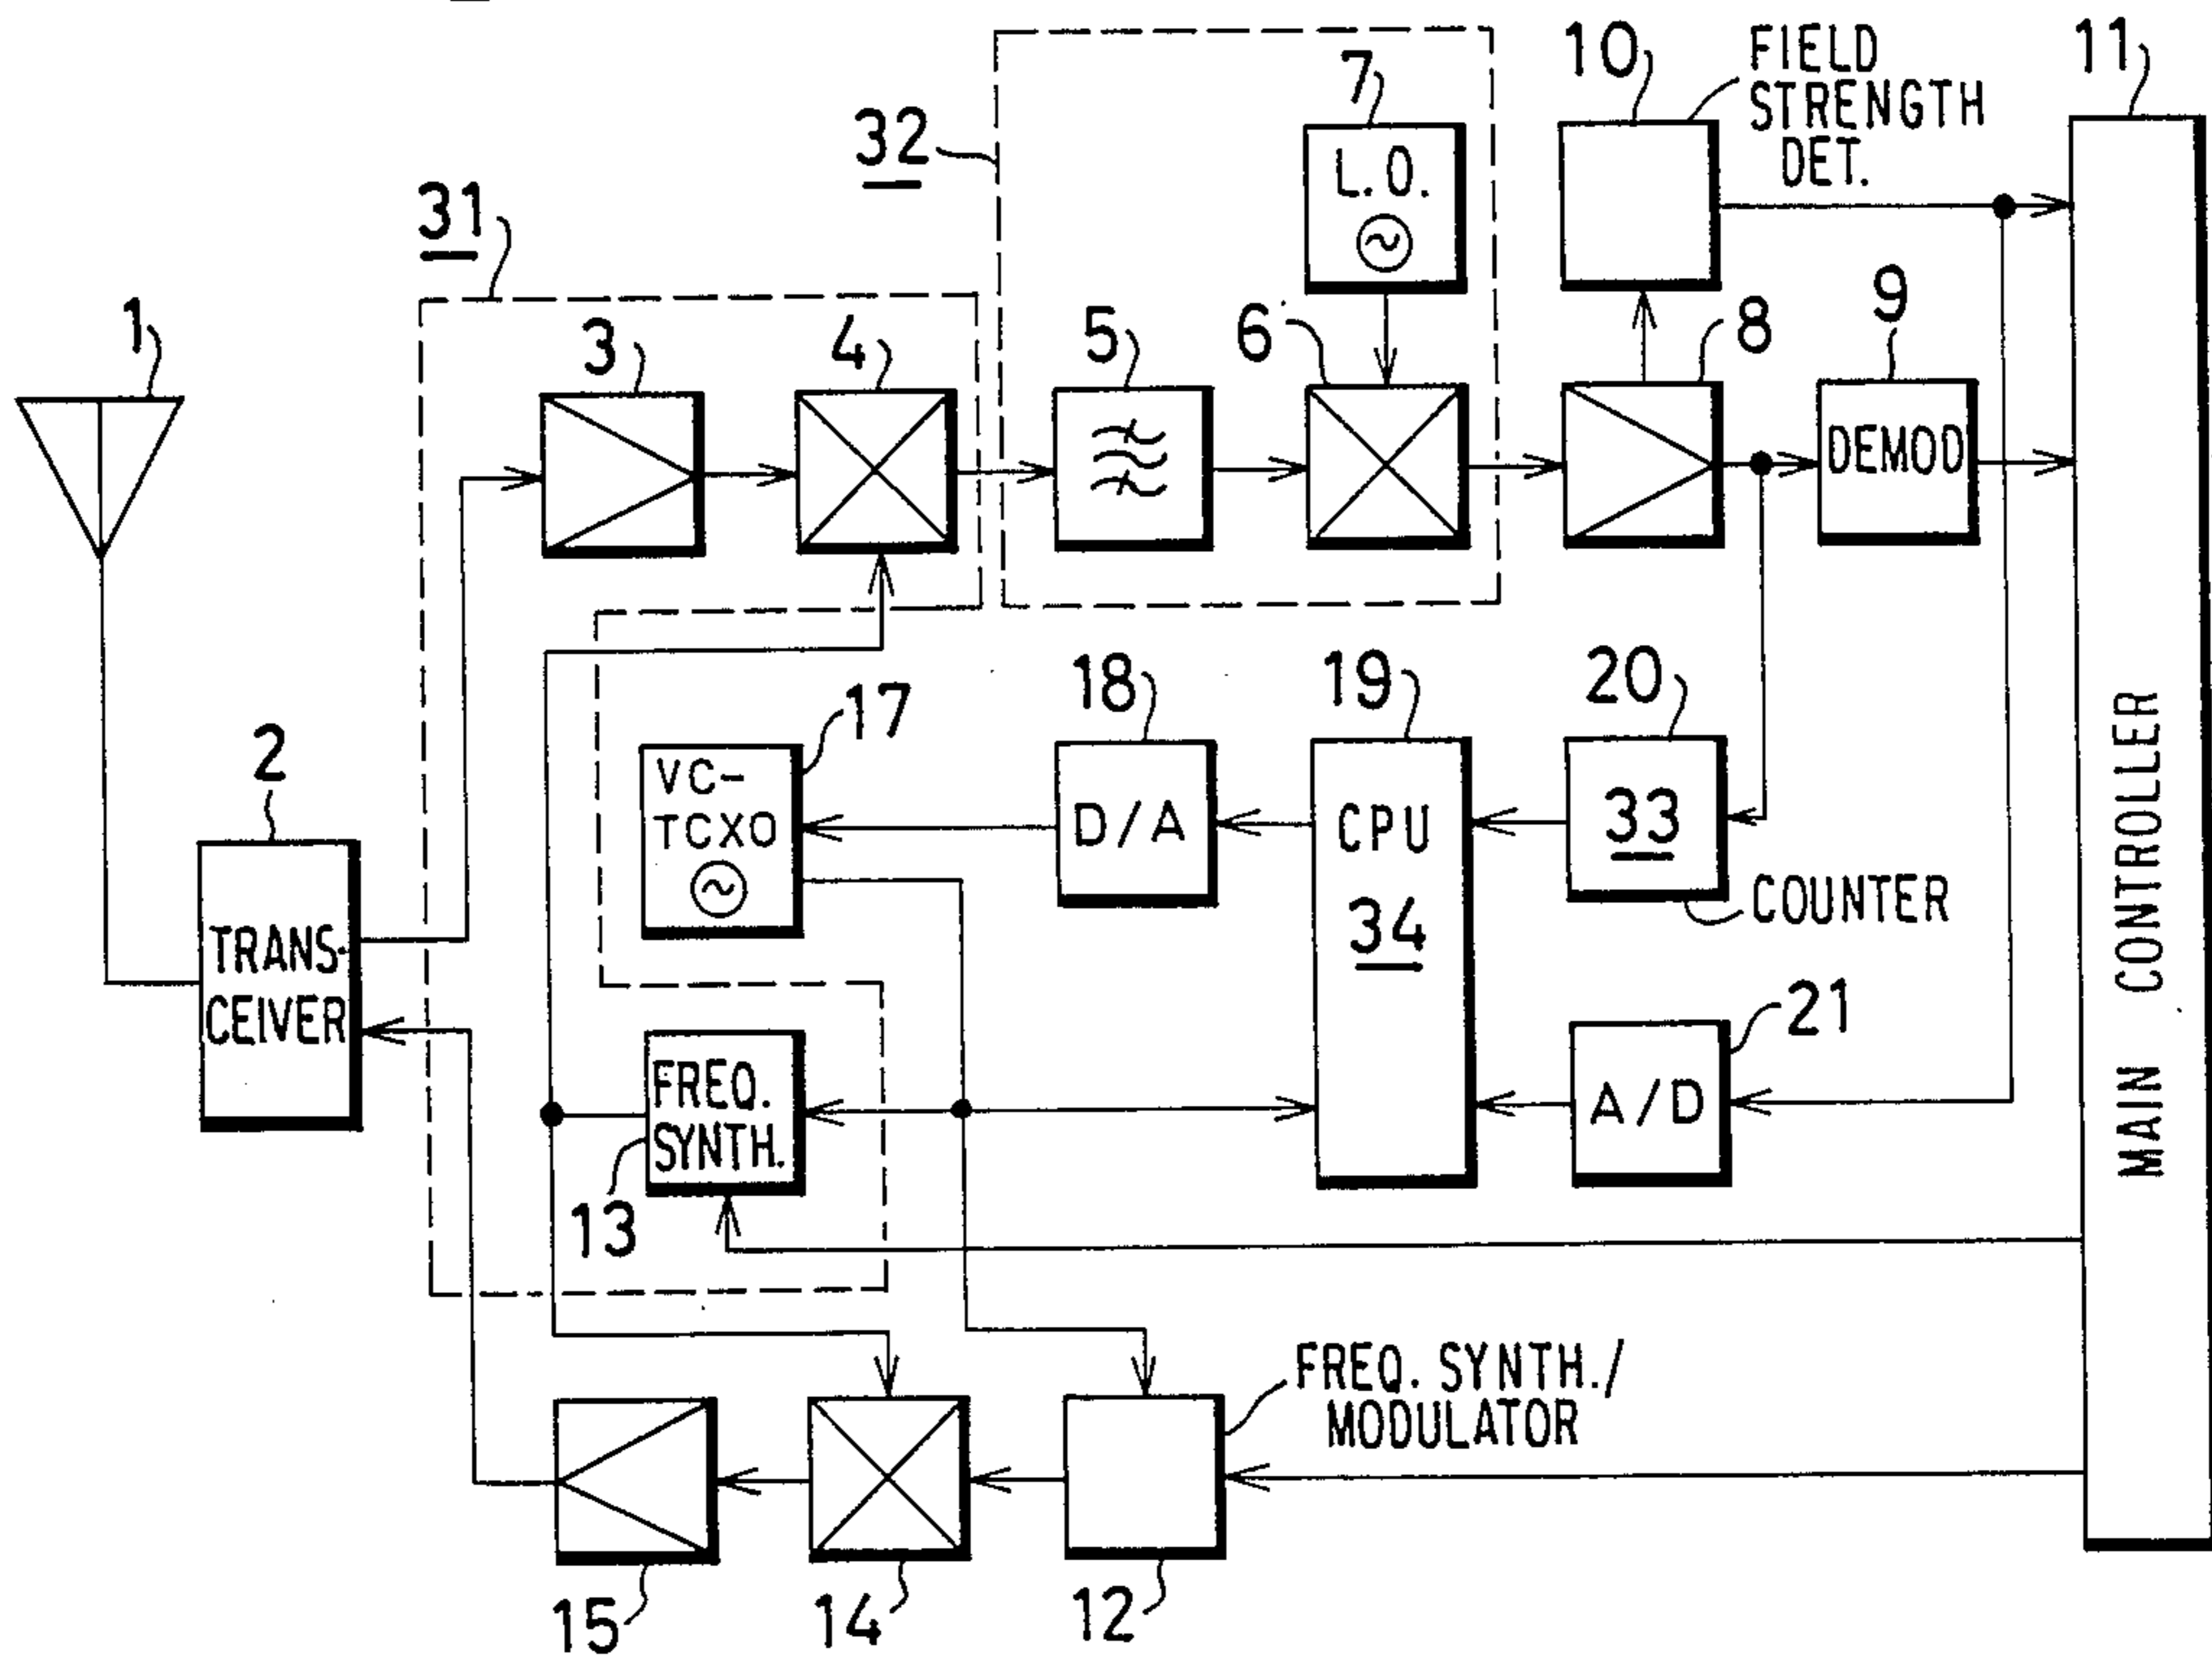 10
FIELD
STRENGTH
DET.
11
7
L.O.
32
31
1
3
4
5
6
8
9
DEMOD
2
TRANS-
CEIVER
17
VC-
TCXO
18
D/A
19
CPU
34
20
33
COUNTER
21
A/D
MAIN CONTROLLER
FREQ.
SYNTH.
13
FREQ. SYNTH./
MODULATOR
15
14
12